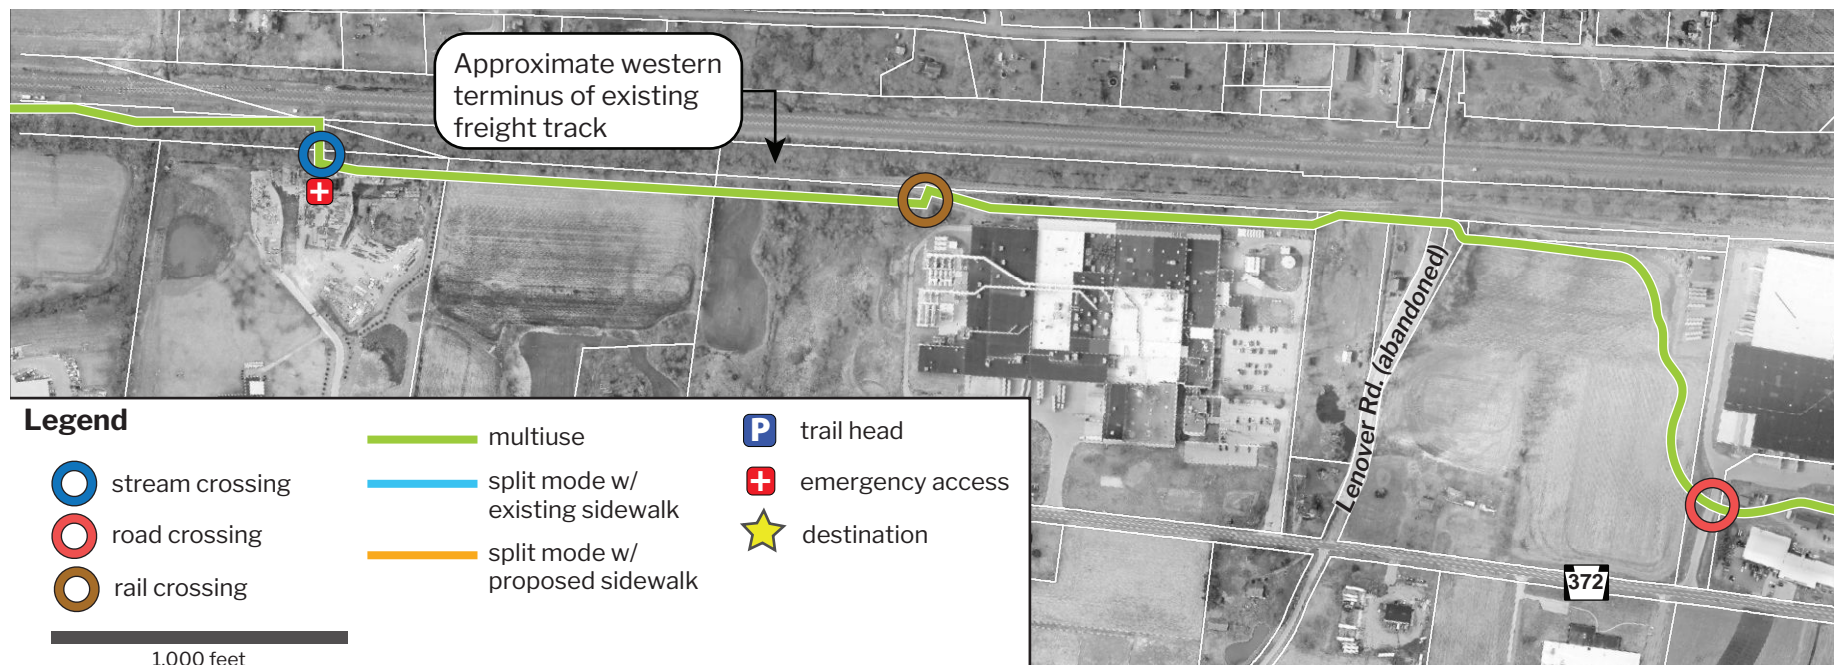 Approximate western
terminus of existing
freight track
Lenover Rd. (abandoned)
372
Legend
stream crossing
road crossing
rail crossing
1,000 feet
multiuse
split mode w/
existing sidewalk
split mode w/
proposed sidewalk
P
trail head
emergency access
destination